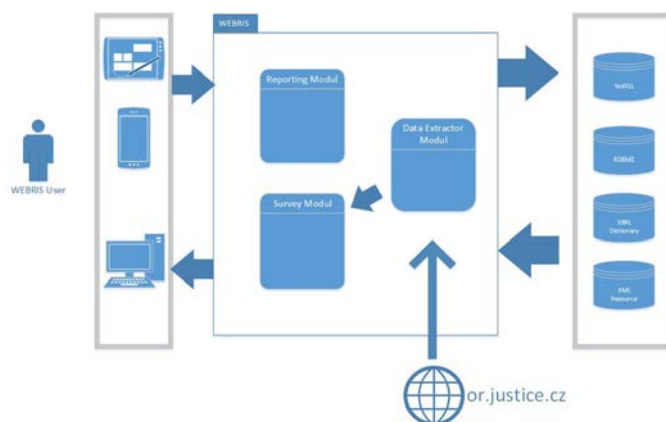 WEBRIS
Reporting Modul
Data Extractor
Modul
Survey Modul
WEBRIS User
NoSQL
RDBMS
XBRL
Dictionary
XML
Resource
or.justice.cz